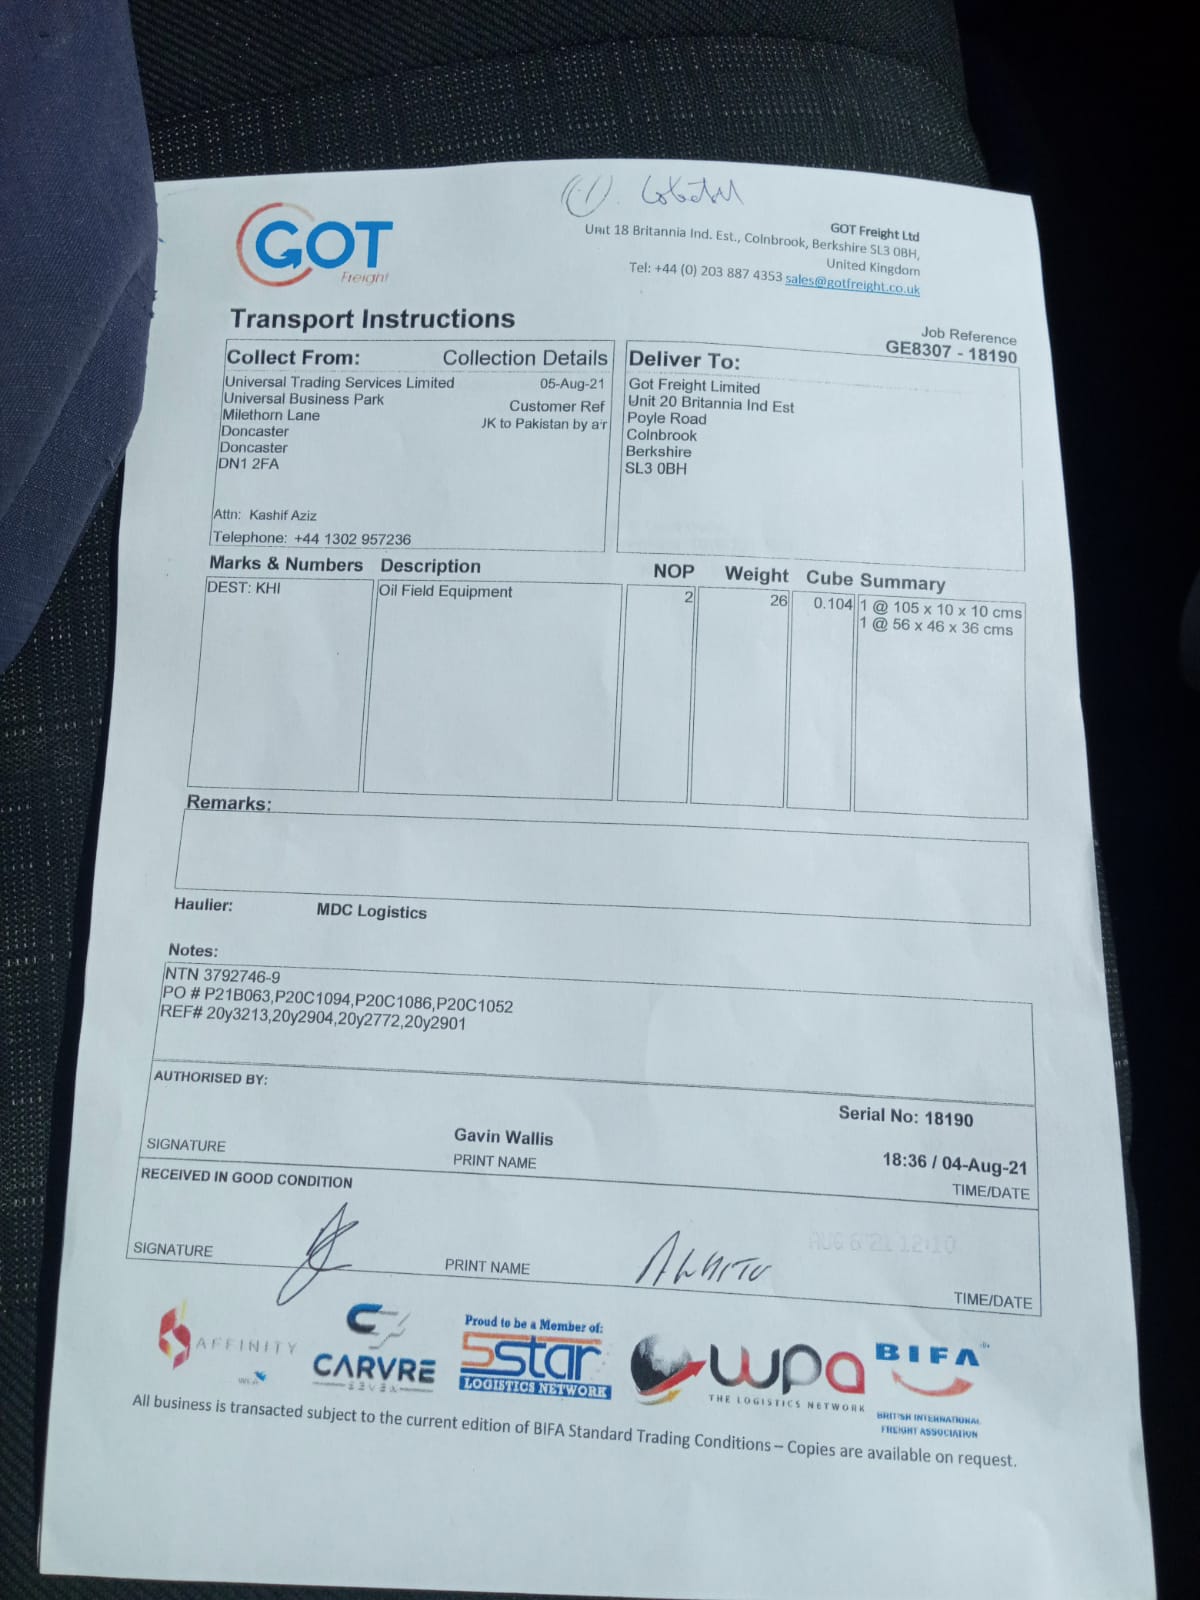 GOT
Freight
GOT Freight Ltd
Unit 18 Britannia Ind. Est., Colnbrook, Berkshire SL3 0BH,
United Kingdom
Tel: +44 (0) 203 887 4353 sales@gotfreight.co.uk
Transport Instructions
Job Reference
GE8307 - 18190
Collect From: Collection Details
Universal Trading Services Limited 05-Aug-21
Universal Business Park Customer Ref
Milethorn Lane JK to Pakistan by air
Doncaster
Doncaster
DN1 2FA
Attn: Kashif Aziz
Telephone: +44 1302 957236
Deliver To:
Got Freight Limited
Unit 20 Britannia Ind Est
Poyle Road
Colnbrook
Berkshire
SL3 0BH
Marks & Numbers Description NOP Weight Cube Summary
DEST: KHI Oil Field Equipment 2 26 0.104 1 @ 105 x 10 x 10 cms
1 @ 56 x 46 x 36 cms
Remarks:
Haulier: MDC Logistics
Notes:
NTN 3792746-9
PO # P21B063,P20C1094,P20C1086,P20C1052
REF# 20y3213,20y2904,20y2772,20y2901
AUTHORISED BY:
Serial No: 18190
Gavin Wallis
SIGNATURE PRINT NAME 18:36 / 04-Aug-21
TIME/DATE
RECEIVED IN GOOD CONDITION
AUG 6 '21 12:10
SIGNATURE PRINT NAME TIME/DATE
AFFINITY
CARVRE
SEVEN
Proud to be a Member of:
5star
LOGISTICS NETWORK
wpa
THE LOGISTICS NETWORK
BIFA
BRITISH INTERNATIONAL
FREIGHT ASSOCIATION
All business is transacted subject to the current edition of BIFA Standard Trading Conditions – Copies are available on request.